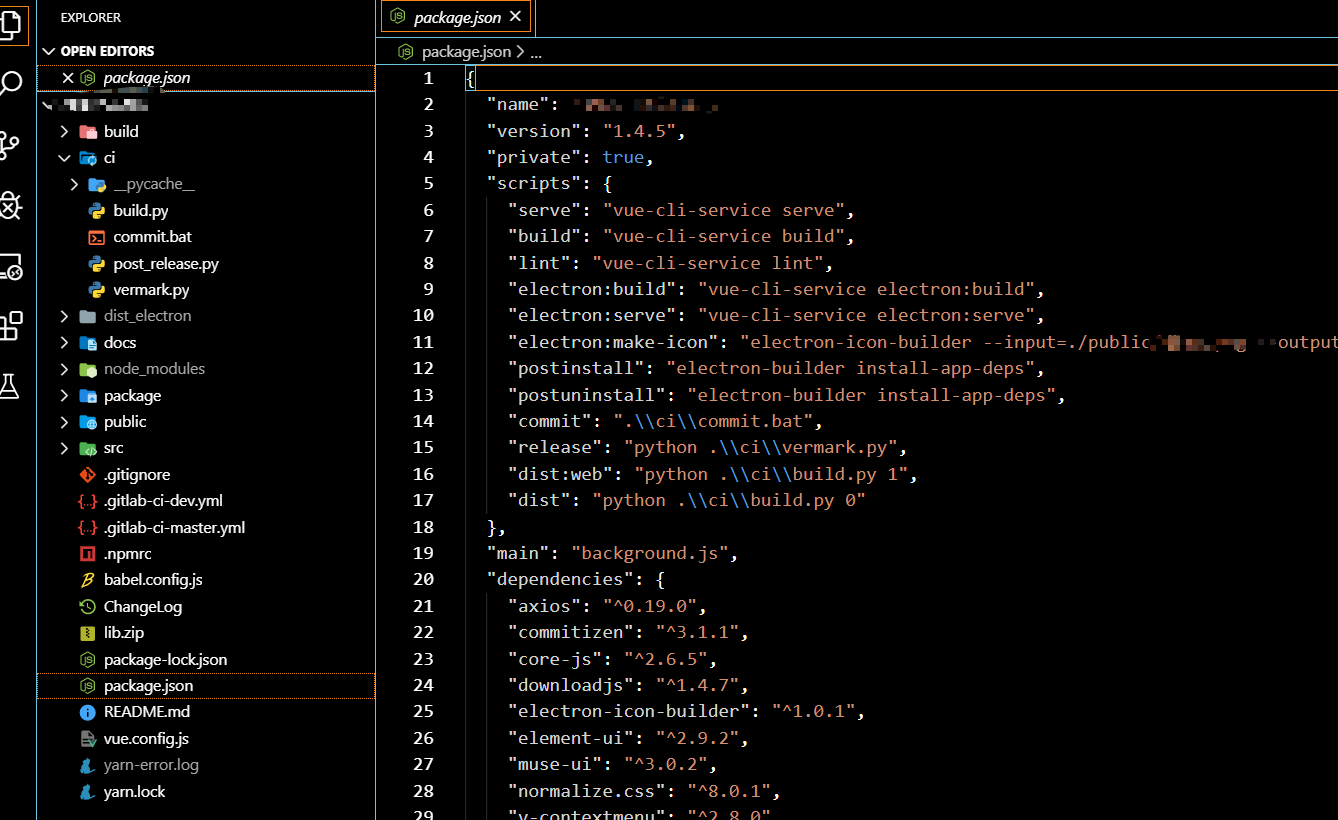 EXPLORER
OPEN EDITORS
package.json
build
ci
__pycache__
build.py
commit.bat
post_release.py
vermark.py
dist_electron
docs
node_modules
package
public
src
.gitignore
.gitlab-ci-dev.yml
.gitlab-ci-master.yml
.npmrc
babel.config.js
ChangeLog
lib.zip
package-lock.json
package.json
README.md
vue.config.js
yarn-error.log
yarn.lock
package.json
package.json > ...
1 {
2 "name":
3 "version": "1.4.5",
4 "private": true,
5 "scripts": {
6 "serve": "vue-cli-service serve",
7 "build": "vue-cli-service build",
8 "lint": "vue-cli-service lint",
9 "electron:build": "vue-cli-service electron:build",
10 "electron:serve": "vue-cli-service electron:serve",
11 "electron:make-icon": "electron-icon-builder --input=./public output
12 "postinstall": "electron-builder install-app-deps",
13 "postuninstall": "electron-builder install-app-deps",
14 "commit": ".\\ci\\commit.bat",
15 "release": "python .\\ci\\vermark.py",
16 "dist:web": "python .\\ci\\build.py 1",
17 "dist": "python .\\ci\\build.py 0"
18 },
19 "main": "background.js",
20 "dependencies": {
21 "axios": "^0.19.0",
22 "commitizen": "^3.1.1",
23 "core-js": "^2.6.5",
24 "downloadjs": "^1.4.7",
25 "electron-icon-builder": "^1.0.1",
26 "element-ui": "^2.9.2",
27 "muse-ui": "^3.0.2",
28 "normalize.css": "^8.0.1",
29 "v-contextmenu": "^2.8.0"